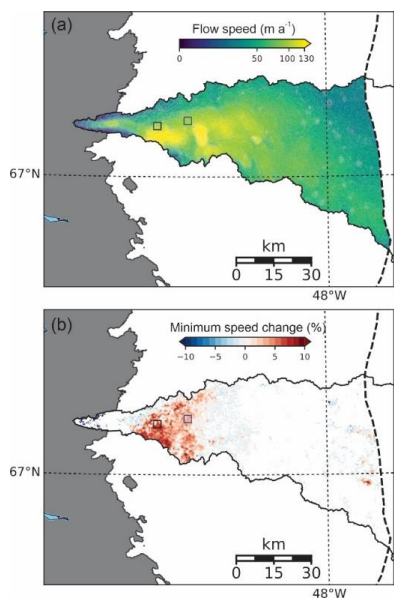 (a)
Flow speed (m a⁻¹)
0 50 100 130
67°N
km
0 15 30
48°W
(b)
Minimum speed change (%)
−10 −5 0 5 10
67°N
km
0 15 30
48°W